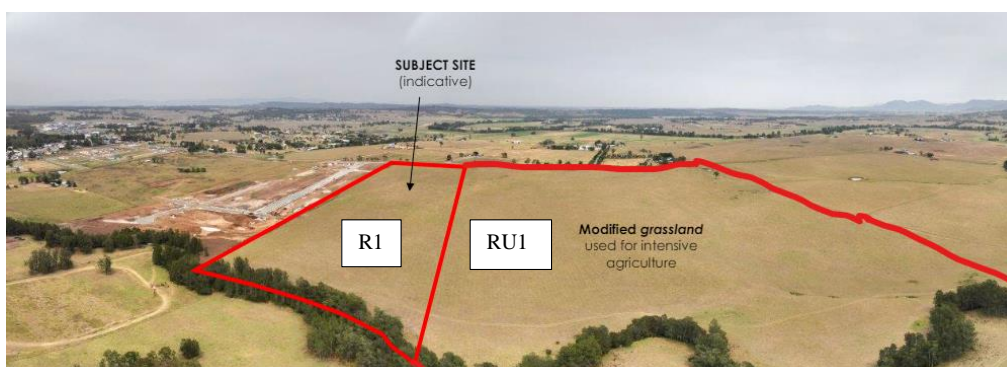 SUBJECT SITE
(indicative)
R1
RU1
Modified grassland
used for intensive
agriculture